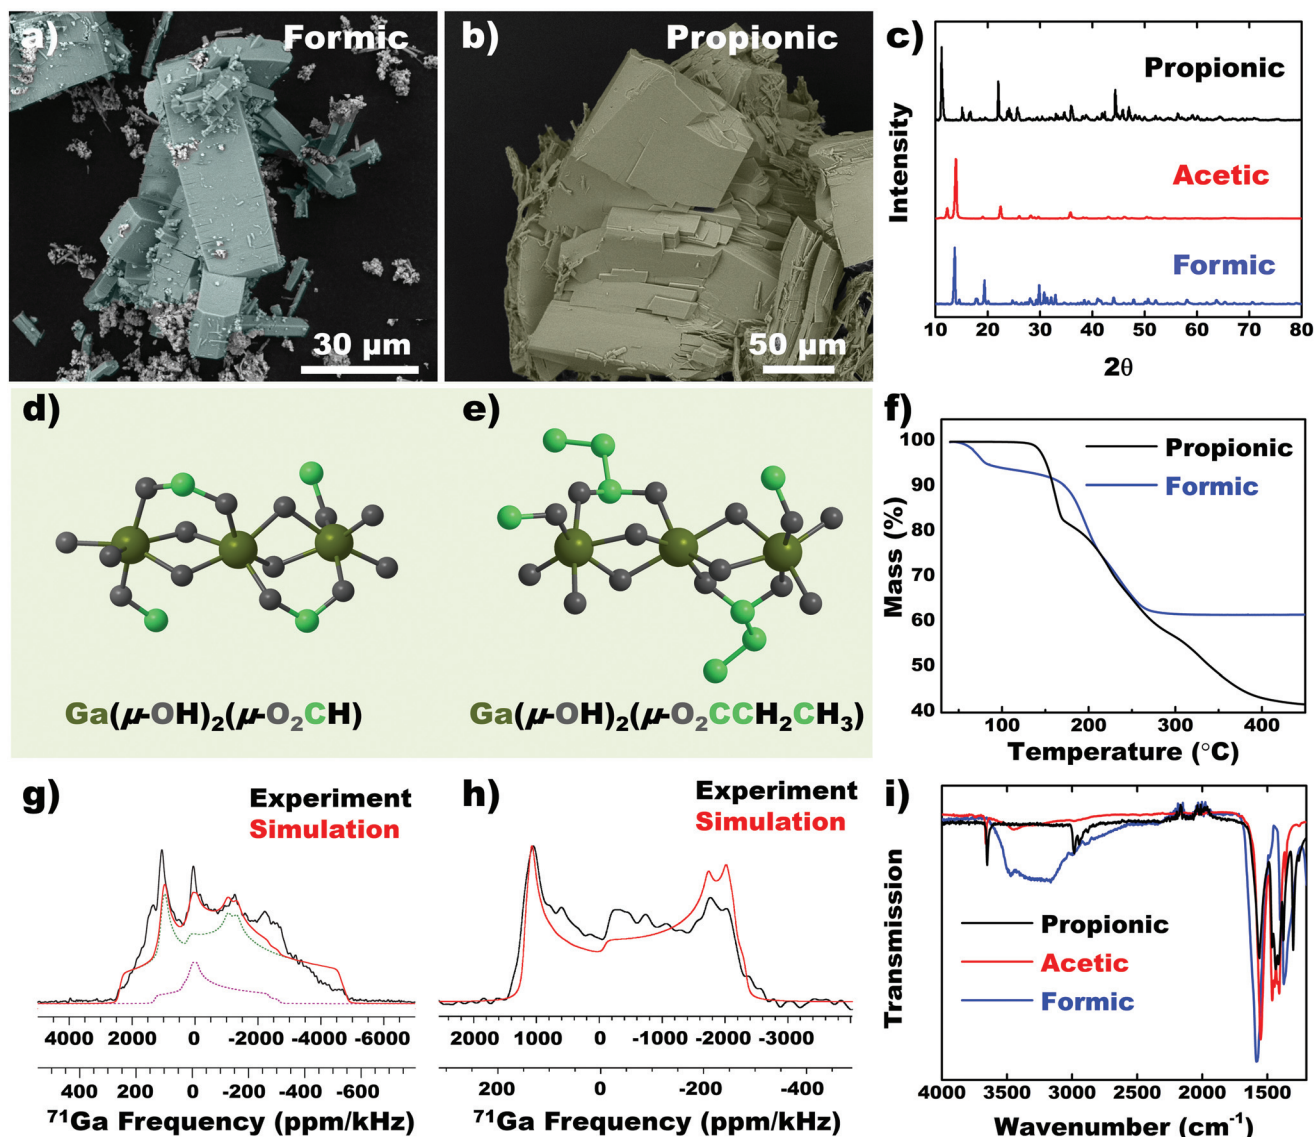 a) Formic
30 µm
b) Propionic
50 µm
c)
Propionic
Acetic
Formic
Intensity
10 20 30 40 50 60 70 80
2θ
d)
Ga(µ-OH)₂(µ-O₂CH)
e)
Ga(µ-OH)₂(µ-O₂CCH₂CH₃)
f)
Propionic
Formic
Mass (%)
100
90
80
70
60
50
40
100 200 300 400
Temperature (°C)
g)
Experiment
Simulation
4000 2000 0 -2000 -4000 -6000
400 200 0 -200 -400 -600
⁷¹Ga Frequency (ppm/kHz)
h)
Experiment
Simulation
2000 1000 0 -1000 -2000 -3000
200 0 -200 -400
⁷¹Ga Frequency (ppm/kHz)
i)
Transmission
Propionic
Acetic
Formic
4000 3500 3000 2500 2000 1500
Wavenumber (cm⁻¹)